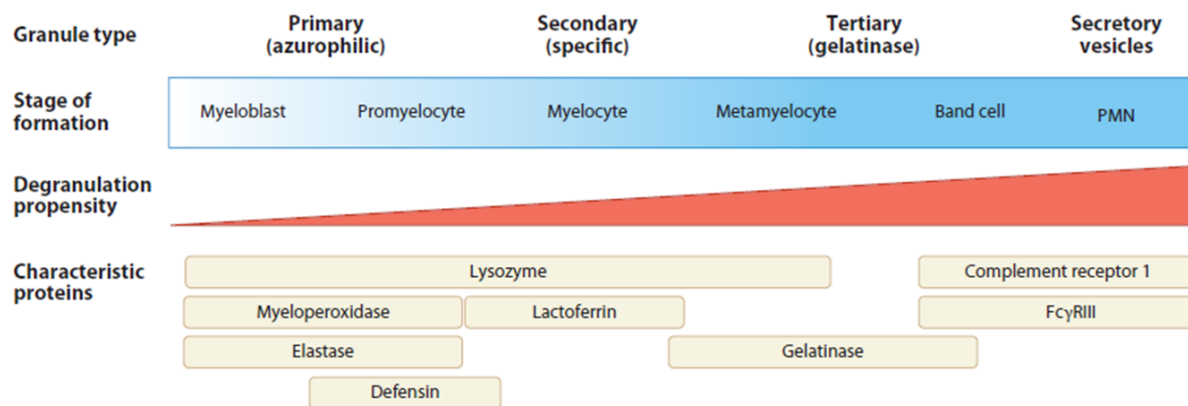 Granule type
Primary
(azurophilic)
Secondary
(specific)
Tertiary
(gelatinase)
Secretory
vesicles
Stage of
formation
Myeloblast
Promyelocyte
Myelocyte
Metamyelocyte
Band cell
PMN
Degranulation
propensity
Characteristic
proteins
Lysozyme
Complement receptor 1
Myeloperoxidase
Lactoferrin
FcγRIII
Elastase
Gelatinase
Defensin